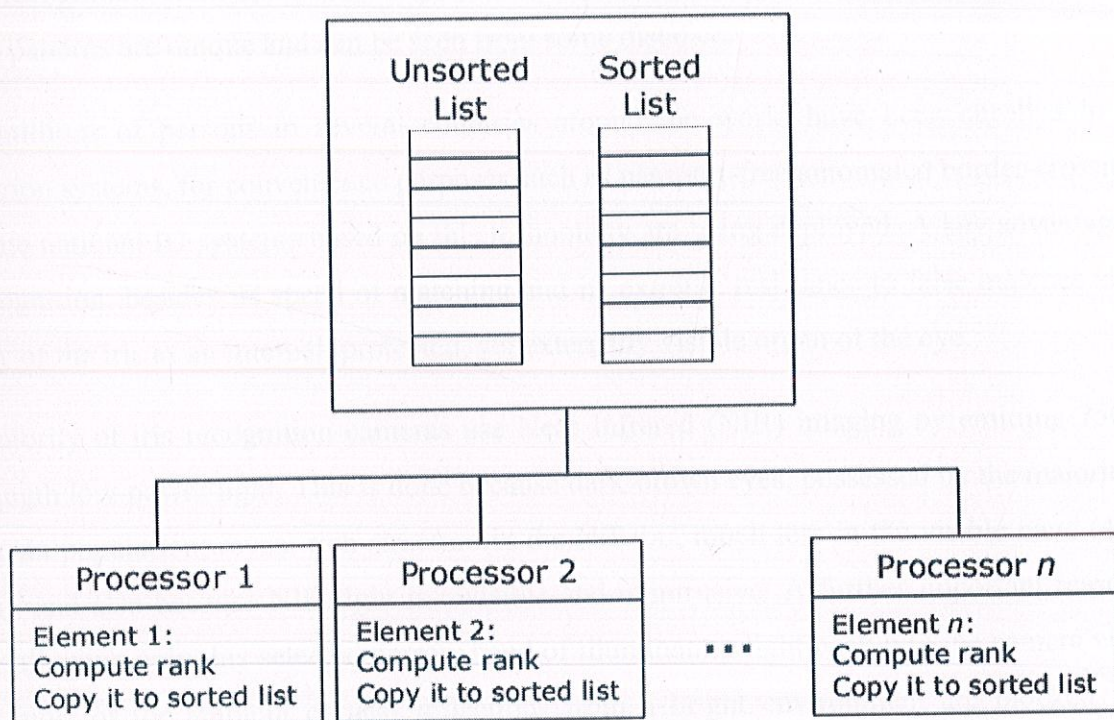 Unsorted List
Sorted List
Processor 1
Element 1:
Compute rank
Copy it to sorted list
Processor 2
Element 2:
Compute rank
Copy it to sorted list
...
Processor n
Element n:
Compute rank
Copy it to sorted list